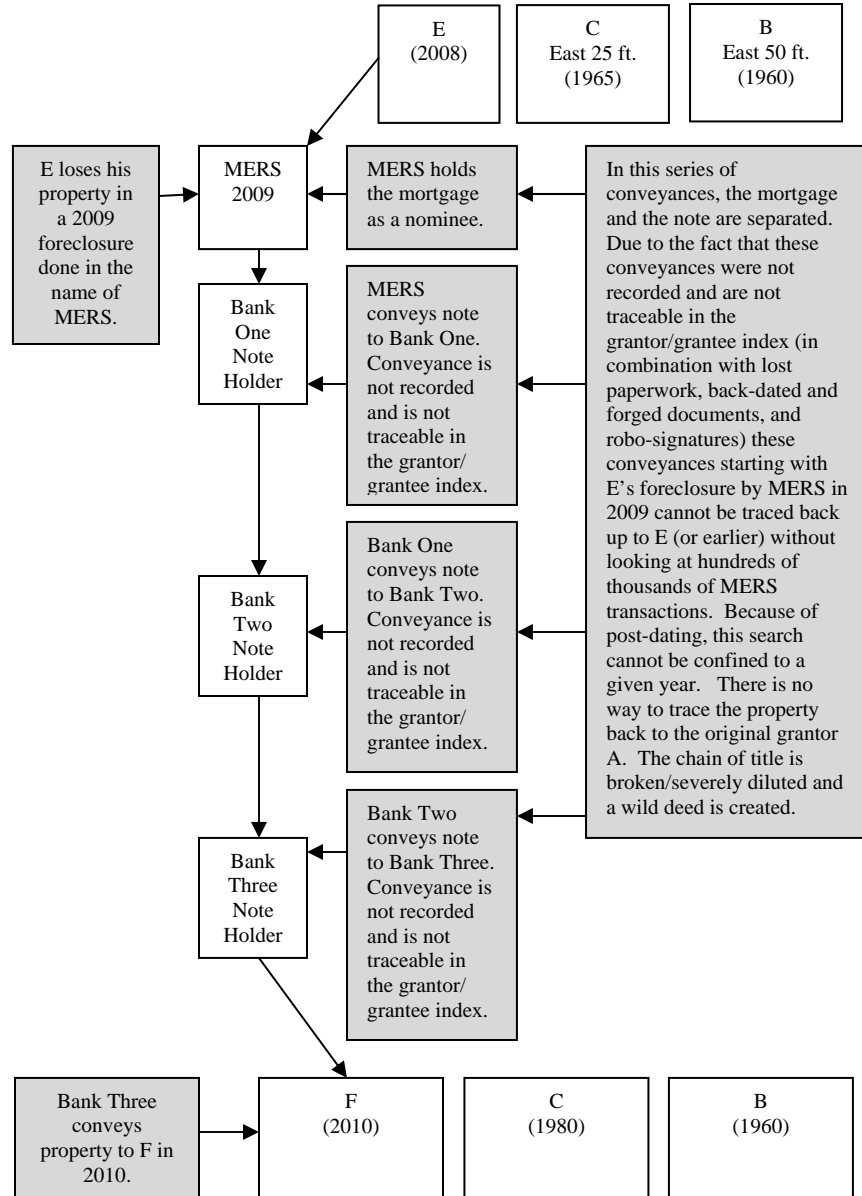 E
(2008)
C
East 25 ft.
(1965)
B
East 50 ft.
(1960)
E loses his
property in
a 2009
foreclosure
done in the
name of
MERS.
MERS
2009
MERS holds
the mortgage
as a nominee.
In this series of
conveyances, the mortgage
and the note are separated.
Due to the fact that these
conveyances were not
recorded and are not
traceable in the
grantor/grantee index (in
combination with lost
paperwork, back-dated and
forged documents, and
robo-signatures) these
conveyances starting with
E’s foreclosure by MERS in
2009 cannot be traced back
up to E (or earlier) without
looking at hundreds of
thousands of MERS
transactions.  Because of
post-dating, this search
cannot be confined to a
given year.   There is no
way to trace the property
back to the original grantor
A.  The chain of title is
broken/severely diluted and
a wild deed is created.
Bank
One
Note
Holder
MERS
conveys note
to Bank One.
Conveyance is
not recorded
and is not
traceable in
the grantor/
grantee index.
Bank
Two
Note
Holder
Bank One
conveys note
to Bank Two.
Conveyance is
not recorded
and is not
traceable in
the grantor/
grantee index.
Bank
Three
Note
Holder
Bank Two
conveys note
to Bank Three.
Conveyance is
not recorded
and is not
traceable in
the grantor/
grantee index.
Bank Three
conveys
property to F in
2010.
F
(2010)
C
(1980)
B
(1960)